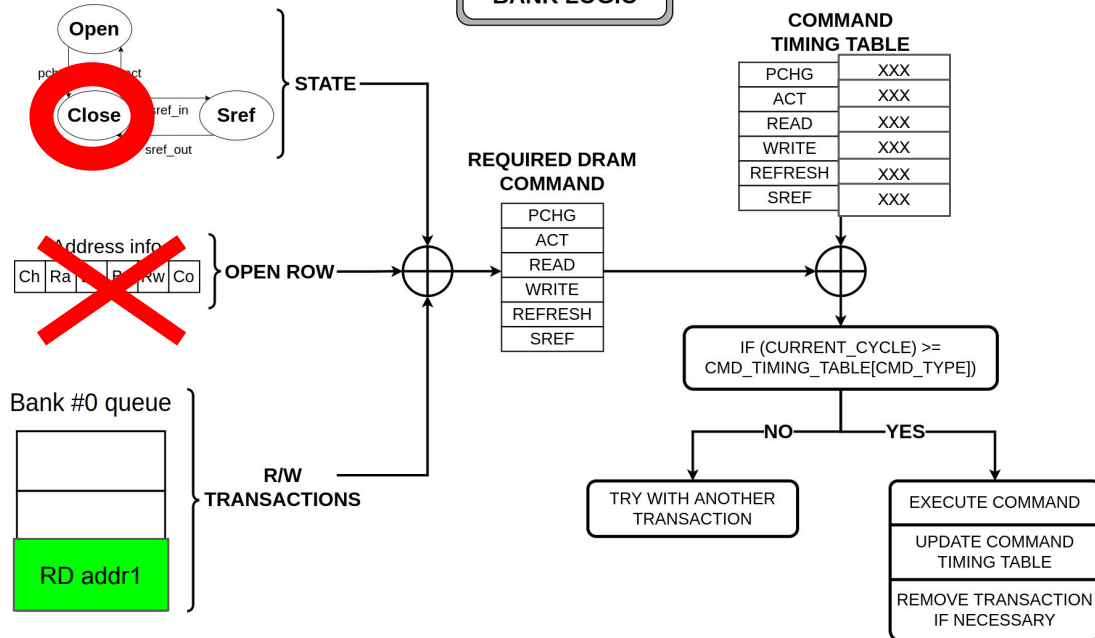 BANK LOGIC
Open
Close
sref_in
Sref
sref_out
STATE
Address info
Ch Ra Rw Co
OPEN ROW
Bank #0 queue
RD addr1
R/W
TRANSACTIONS
REQUIRED DRAM
COMMAND
PCHG
ACT
READ
WRITE
REFRESH
SREF
COMMAND
TIMING TABLE
PCHG XXX
ACT XXX
READ XXX
WRITE XXX
REFRESH XXX
SREF XXX
IF (CURRENT_CYCLE) >=
CMD_TIMING_TABLE[CMD_TYPE])
NO
YES
TRY WITH ANOTHER
TRANSACTION
EXECUTE COMMAND
UPDATE COMMAND
TIMING TABLE
REMOVE TRANSACTION
IF NECESSARY